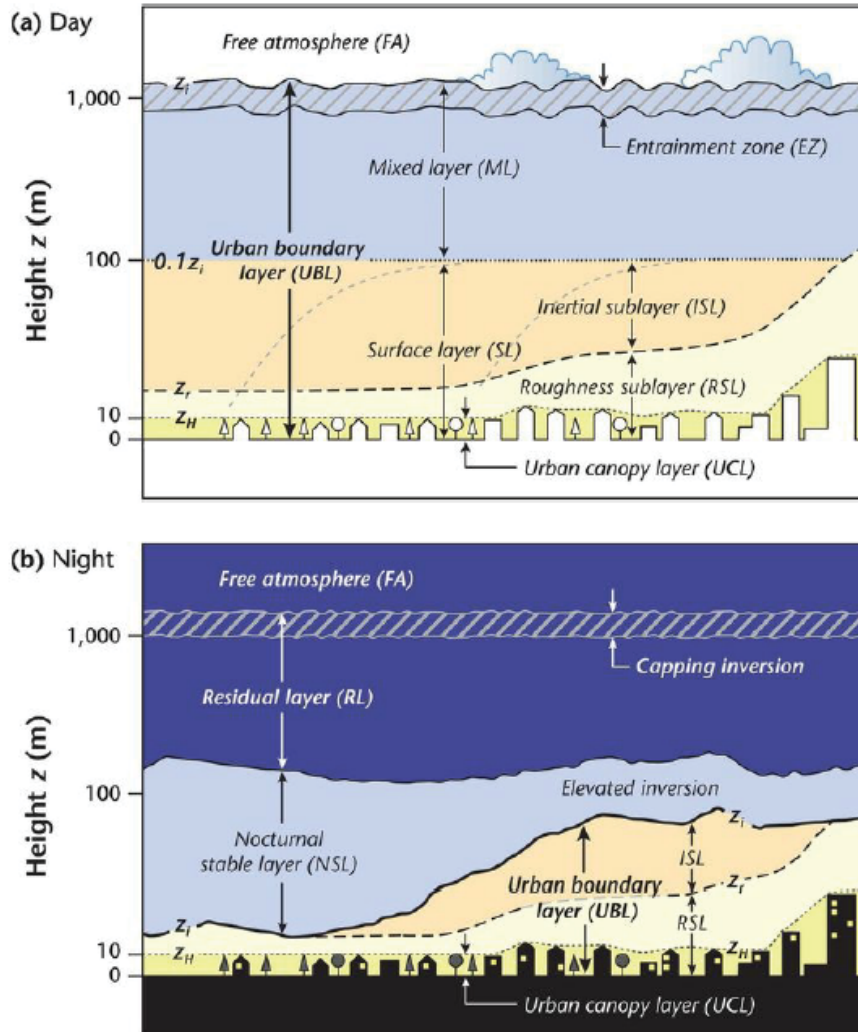 (a) Day
Free atmosphere (FA)
z_i
1,000
Entrainment zone (EZ)
Mixed layer (ML)
Urban boundary
layer (UBL)
100
0.1z_i
Inertial sublayer (ISL)
Surface layer (SL)
z_r
Roughness sublayer (RSL)
10
z_H
0
Urban canopy layer (UCL)
Height z (m)
(b) Night
Free atmosphere (FA)
1,000
Capping inversion
Residual layer (RL)
100
Elevated inversion
z_i
Nocturnal
stable layer (NSL)
ISL
Urban boundary
layer (UBL)
z_r
RSL
z_i
10
z_H
z_H
0
Urban canopy layer (UCL)
Height z (m)